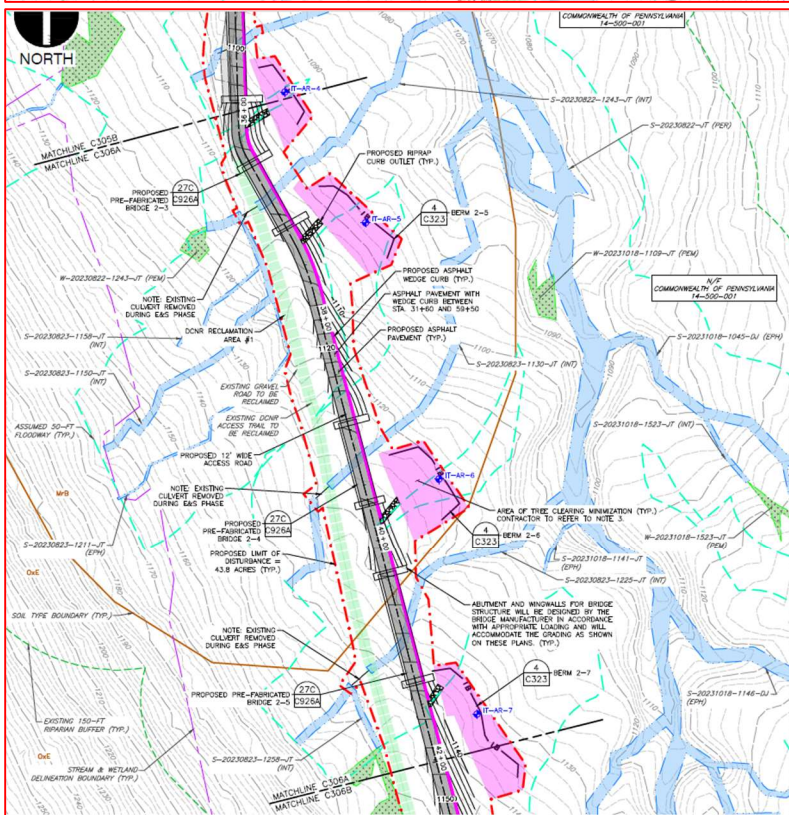 COMMONWEALTH OF PENNSYLVANIA
14-500-001
NORTH
1100
36+00
IT-AR-4
MATCHLINE C305B
MATCHLINE C306A
S-20230822-1243-JT (INT)
S-20230822-JT (PER)
PROPOSED RIPRAP
CURB OUTLET (TYP.)
PROPOSED
PRE-FABRICATED
BRIDGE 2-3
27C
C926A
4
C323
BERM 2-5
IT-AR-5
W-20230822-1243-JT (PEM)
W-20231018-1109-JT (PEM)
PROPOSED ASPHALT
WEDGE CURB (TYP.)
N/F
COMMONWEALTH OF PENNSYLVANIA
14-500-001
NOTE: EXISTING
CULVERT REMOVED
DURING E&S PHASE
ASPHALT PAVEMENT WITH
WEDGE CURB BETWEEN
STA. 31+60 AND 59+50
DCNR RECLAMATION
AREA #1
38+00
1110
1120
PROPOSED ASPHALT
PAVEMENT (TYP.)
S-20230823-1158-JT
(INT)
S-20231018-1045-DJ (EPH)
S-20230823-1130-JT (INT)
S-20230823-1150-JT
(INT)
EXISTING GRAVEL
ROAD TO BE
RECLAIMED
EXISTING DCNR
ACCESS TRAIL TO
BE RECLAIMED
ASSUMED 50-FT
FLOODWAY (TYP.)
S-20231018-1523-JT (INT)
PROPOSED 12' WIDE
ACCESS ROAD
IT-AR-6
NOTE: EXISTING
CULVERT REMOVED
DURING E&S PHASE
MrB
AREA OF TREE CLEARING MINIMIZATION (TYP.)
CONTRACTOR TO REFER TO NOTE 3.
PROPOSED
PRE-FABRICATED
BRIDGE 2-4
27C
C926A
40+00
4
C323
BERM 2-6
W-20231018-1523-JT
(PEM)
S-20230823-1211-JT
(EPH)
PROPOSED LIMIT OF
DISTURBANCE =
43.8 ACRES (TYP.)
S-20231018-1141-JT
(EPH)
OxE
S-20230823-1225-JT (INT)
SOIL TYPE BOUNDARY (TYP.)
ABUTMENT AND WINGWALLS FOR BRIDGE
STRUCTURE WILL BE DESIGNED BY THE
BRIDGE MANUFACTURER IN ACCORDANCE
WITH APPROPRIATE LOADING AND WILL
ACCOMMODATE THE GRADING AS SHOWN
ON THESE PLANS. (TYP.)
NOTE: EXISTING
CULVERT REMOVED
DURING E&S PHASE
4
C323
BERM 2-7
PROPOSED PRE-FABRICATED
BRIDGE 2-5
27C
C926A
S-20231018-1146-DJ
(EPH)
IT-AR-7
EXISTING 150-FT
RIPARIAN BUFFER (TYP.)
OxE
42+00
1140
STREAM & WETLAND
DELINEATION BOUNDARY (TYP.)
S-20230823-1258-JT
(INT)
MATCHLINE C306A
MATCHLINE C306B
1150